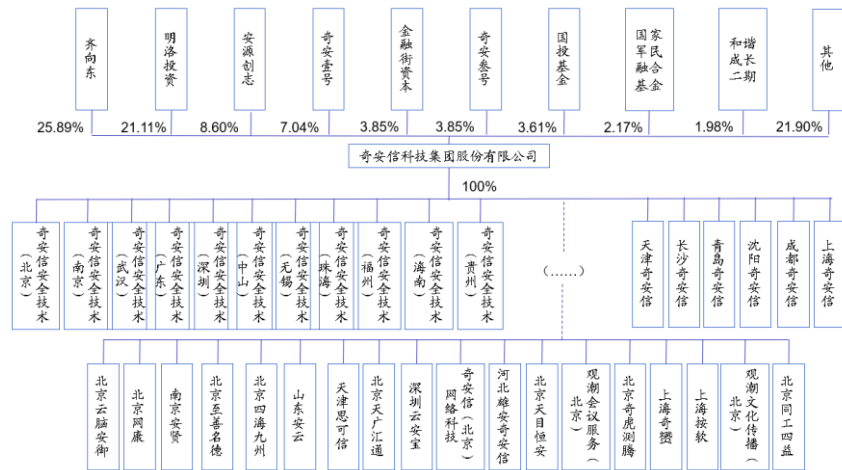 齐向东
明洛投资
安源创志
奇安壹号
金融街资本
奇安叁号
国投基金
国家军民融合基金
和谐成长二期
其他
25.89%
21.11%
8.60%
7.04%
3.85%
3.85%
3.61%
2.17%
1.98%
21.90%
奇安信科技集团股份有限公司
100%
奇安信安全技术（北京）
奇安信安全技术（南京）
奇安信安全技术（武汉）
奇安信安全技术（广东）
奇安信安全技术（深圳）
奇安信安全技术（中山）
奇安信安全技术（无锡）
奇安信安全技术（珠海）
奇安信安全技术（福州）
奇安信安全技术（海南）
奇安信安全技术（贵州）
（……）
天津奇安信
长沙奇安信
青岛奇安信
沈阳奇安信
成都奇安信
上海奇安信
北京云脑安御
北京网康
南京安贤
北京至善名德
北京四海九州
山东安云
天津思可信
北京天广汇通
深圳云安宝
奇安信（北京）网络科技
河北雄安奇安信
北京天目恒安
观潮会议服务（北京）
北京奇虎测腾
上海奇
上海按软
观潮文化传播（北京）
北京同工四益